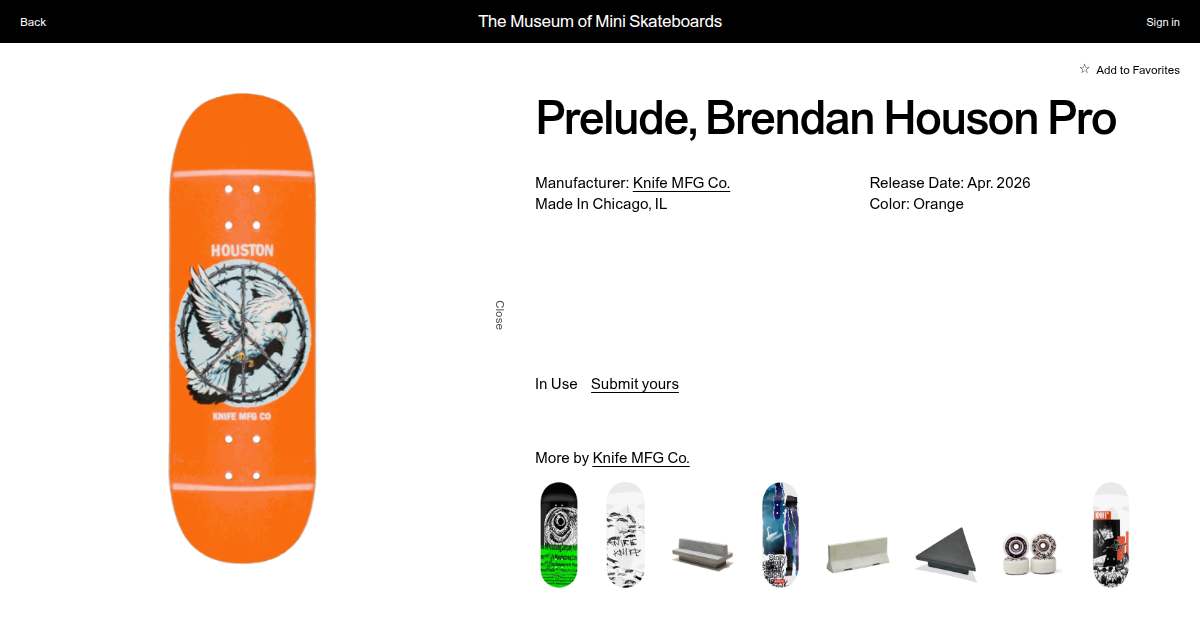 Back
The Museum of Mini Skateboards
Sign in
☆ Add to Favorites
Prelude, Brendan Houson Pro
Manufacturer: Knife MFG Co.
Made In Chicago, IL
Release Date: Apr. 2026
Color: Orange
HOUSTON
KNIFE MFG CO
Close
In Use Submit yours
More by Knife MFG Co.